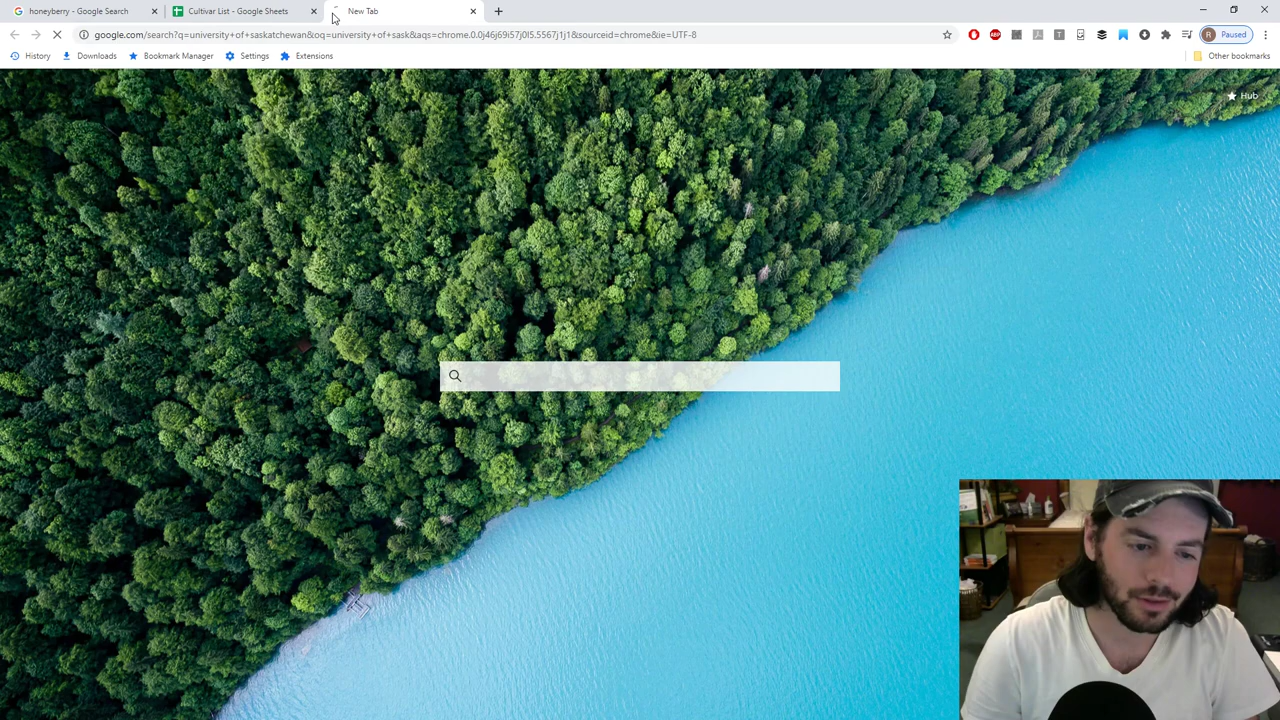 honeyberry - Google Search
Cultivar List - Google Sheets
New Tab
google.com/search?q=university+of+saskatchewan&oq=university+of+sask&aqs=chrome.0.0j46j69i57j0l5.5567j1j1&sourceid=chrome&ie=UTF-8
R Paused
History
Downloads
Bookmark Manager
Settings
Extensions
Other bookmarks
Hub